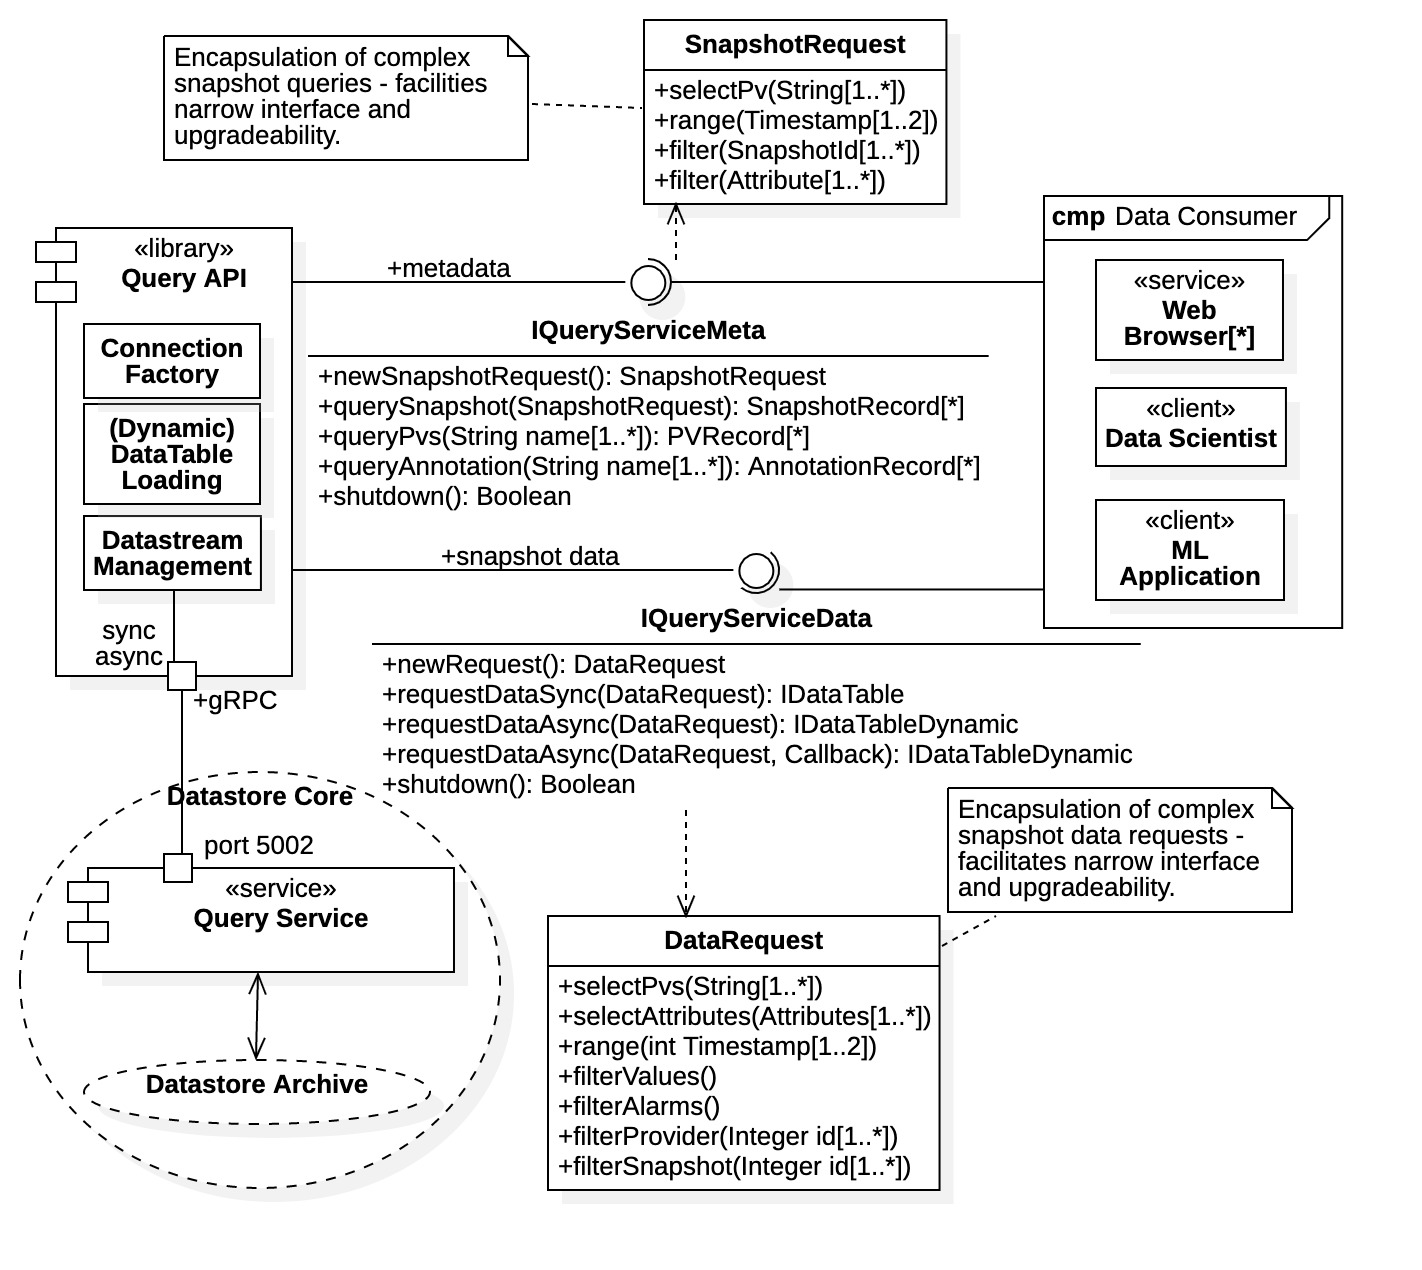 Encapsulation of complex
snapshot queries - facilities
narrow interface and
upgradeability.
SnapshotRequest
+selectPv(String[1..*])
+range(Timestamp[1..2])
+filter(SnapshotId[1..*])
+filter(Attribute[1..*])
«library»
Query API
Connection
Factory
(Dynamic)
DataTable
Loading
Datastream
Management
sync
async
+gRPC
+metadata
IQueryServiceMeta
+newSnapshotRequest(): SnapshotRequest
+querySnapshot(SnapshotRequest): SnapshotRecord[*]
+queryPvs(String name[1..*]): PVRecord[*]
+queryAnnotation(String name[1..*]): AnnotationRecord[*]
+shutdown(): Boolean
cmp Data Consumer
«service»
Web
Browser[*]
«client»
Data Scientist
«client»
ML
Application
+snapshot data
IQueryServiceData
+newRequest(): DataRequest
+requestDataSync(DataRequest): IDataTable
+requestDataAsync(DataRequest): IDataTableDynamic
+requestDataAsync(DataRequest, Callback): IDataTableDynamic
+shutdown(): Boolean
Datastore Core
port 5002
«service»
Query Service
Datastore Archive
Encapsulation of complex
snapshot data requests -
facilitates narrow interface
and upgradeability.
DataRequest
+selectPvs(String[1..*])
+selectAttributes(Attributes[1..*])
+range(int Timestamp[1..2])
+filterValues()
+filterAlarms()
+filterProvider(Integer id[1..*])
+filterSnapshot(Integer id[1..*])